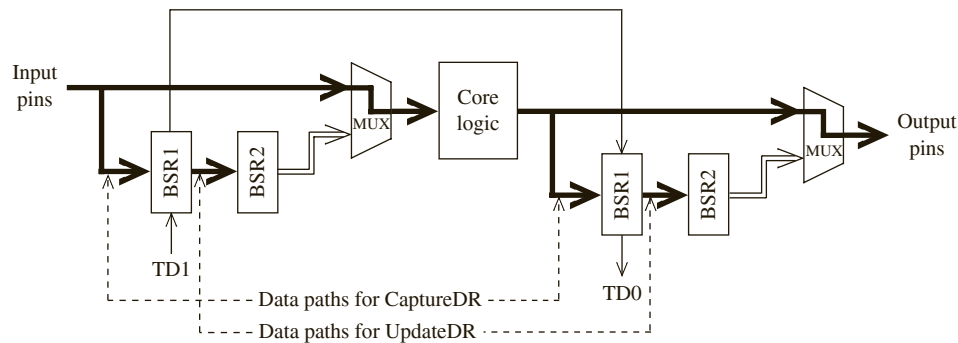 Input
pins
MUX
Core
logic
BSR1
BSR2
TD1
MUX
Output
pins
BSR1
BSR2
TD0
Data paths for CaptureDR
Data paths for UpdateDR